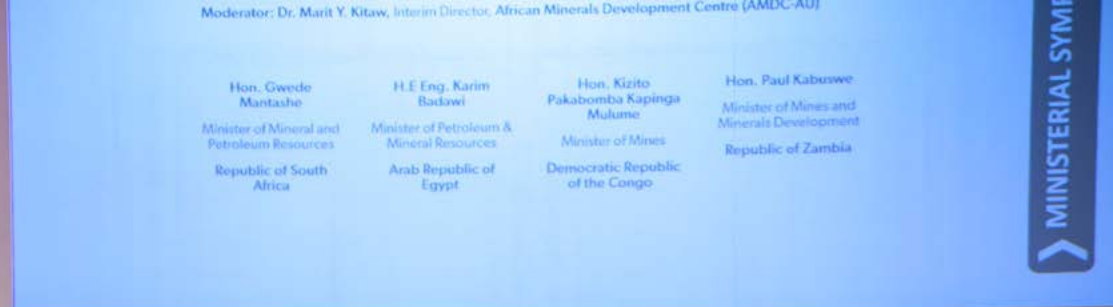 Moderator: Dr. Marit Y. Kitaw, Interim Director, African Minerals Development Centre (AMDC-AU)
Hon. Gwede
Mantashe
Minister of Mineral and
Petroleum Resources
Republic of South
Africa
H.E Eng. Karim
Badawi
Minister of Petroleum &
Mineral Resources
Arab Republic of
Egypt
Hon. Kizito
Pakabomba Kapinga
Mulume
Minister of Mines
Democratic Republic
of the Congo
Hon. Paul Kabuswe
Minister of Mines and
Minerals Development
Republic of Zambia
MINISTERIAL